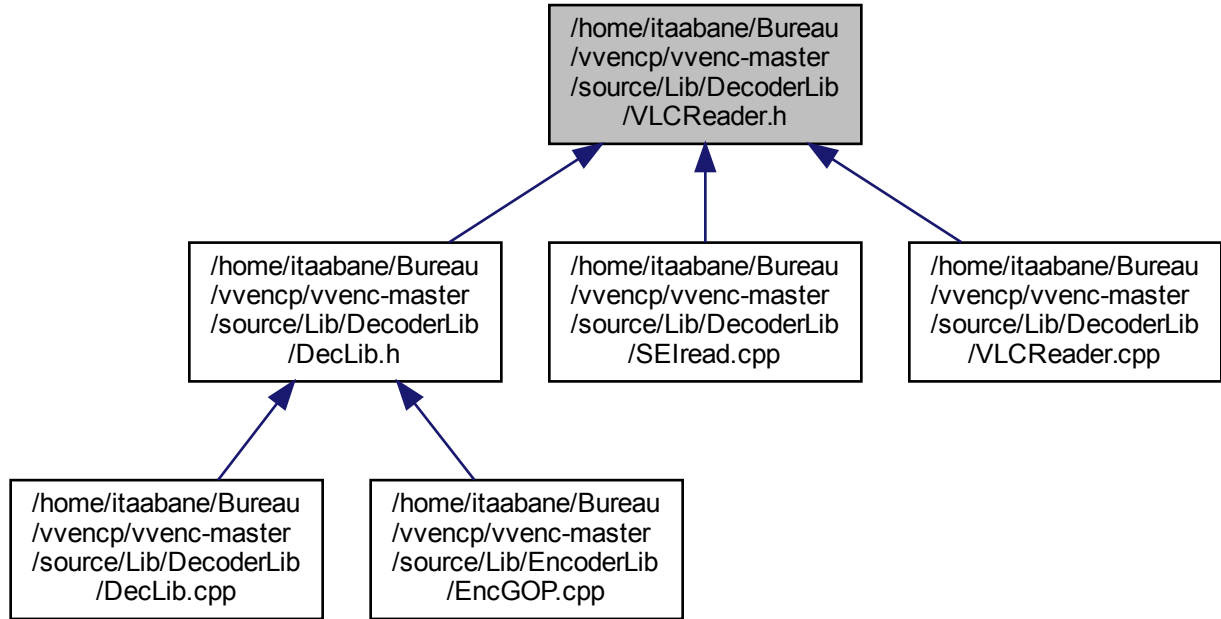 /home/itaabane/Bureau
/vvencp/vvenc-master
/source/Lib/DecoderLib
/VLCReader.h
/home/itaabane/Bureau
/vvencp/vvenc-master
/source/Lib/DecoderLib
/DecLib.h
/home/itaabane/Bureau
/vvencp/vvenc-master
/source/Lib/DecoderLib
/SEIread.cpp
/home/itaabane/Bureau
/vvencp/vvenc-master
/source/Lib/DecoderLib
/VLCReader.cpp
/home/itaabane/Bureau
/vvencp/vvenc-master
/source/Lib/DecoderLib
/DecLib.cpp
/home/itaabane/Bureau
/vvencp/vvenc-master
/source/Lib/EncoderLib
/EncGOP.cpp